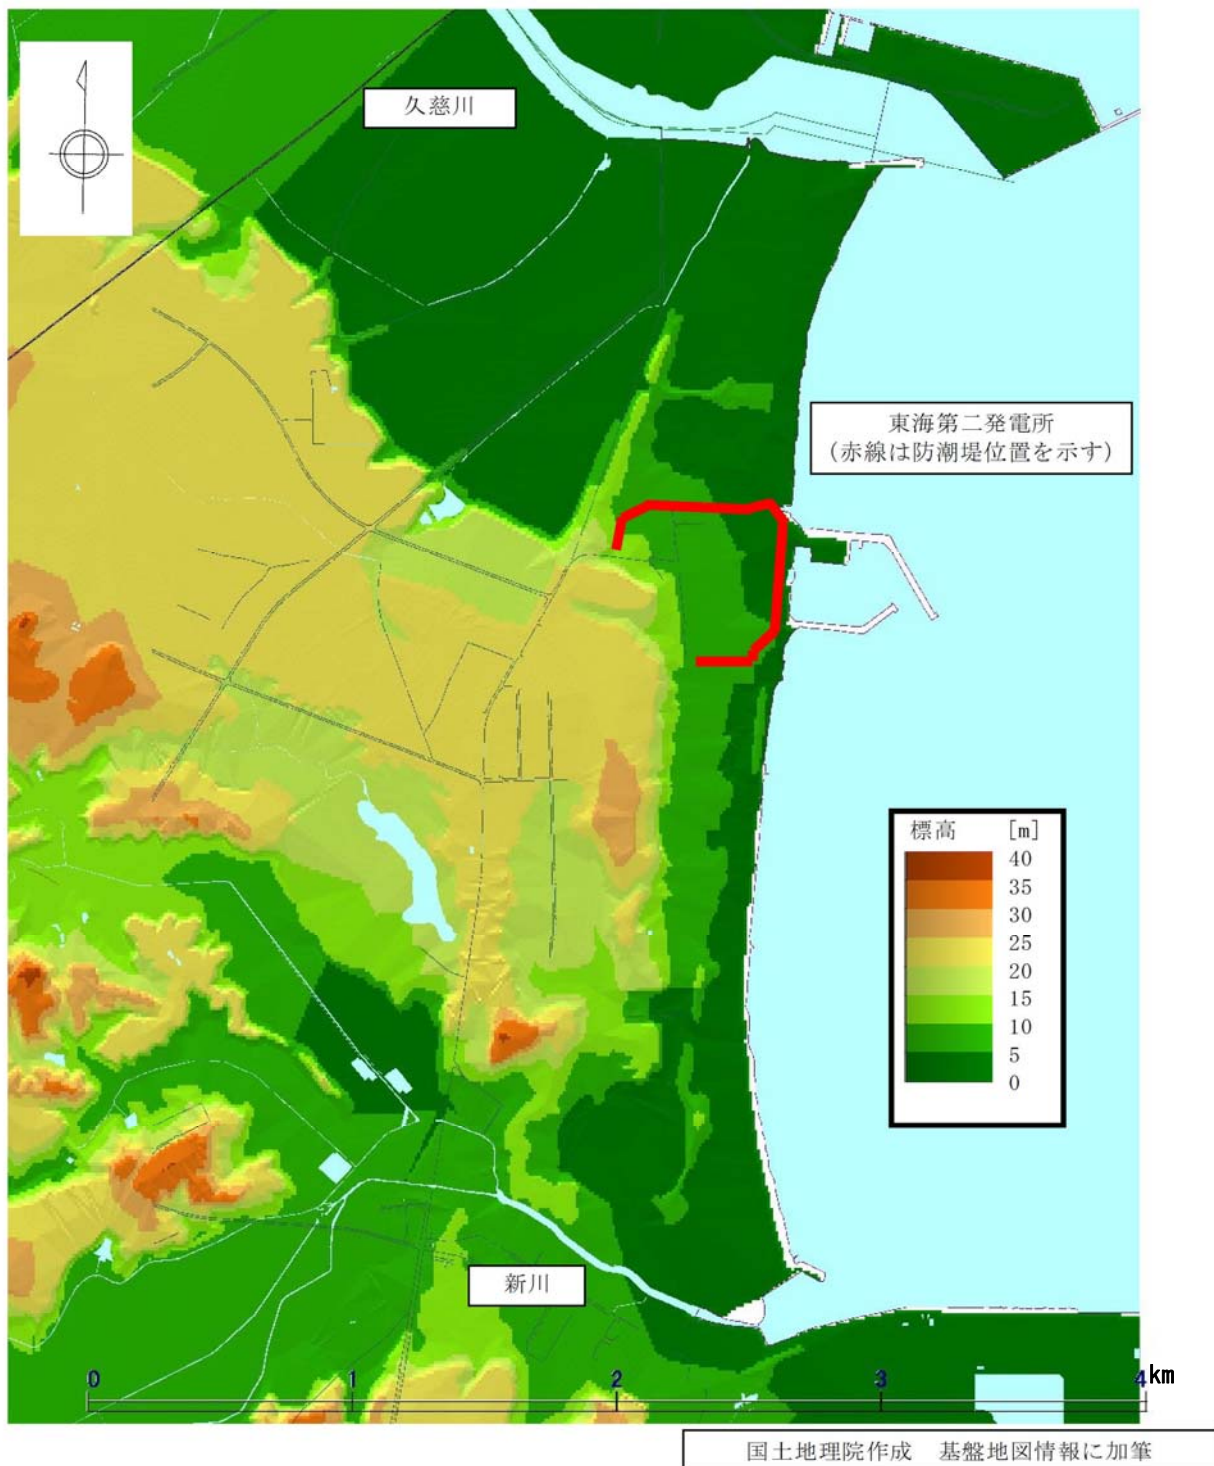 久慈川
東海第二発電所
(赤線は防潮堤位置を示す)
標高 [m]
40
35
30
25
20
15
10
5
0
新川
0 1 2 3 4 km
国土地理院作成 基盤地図情報に加筆